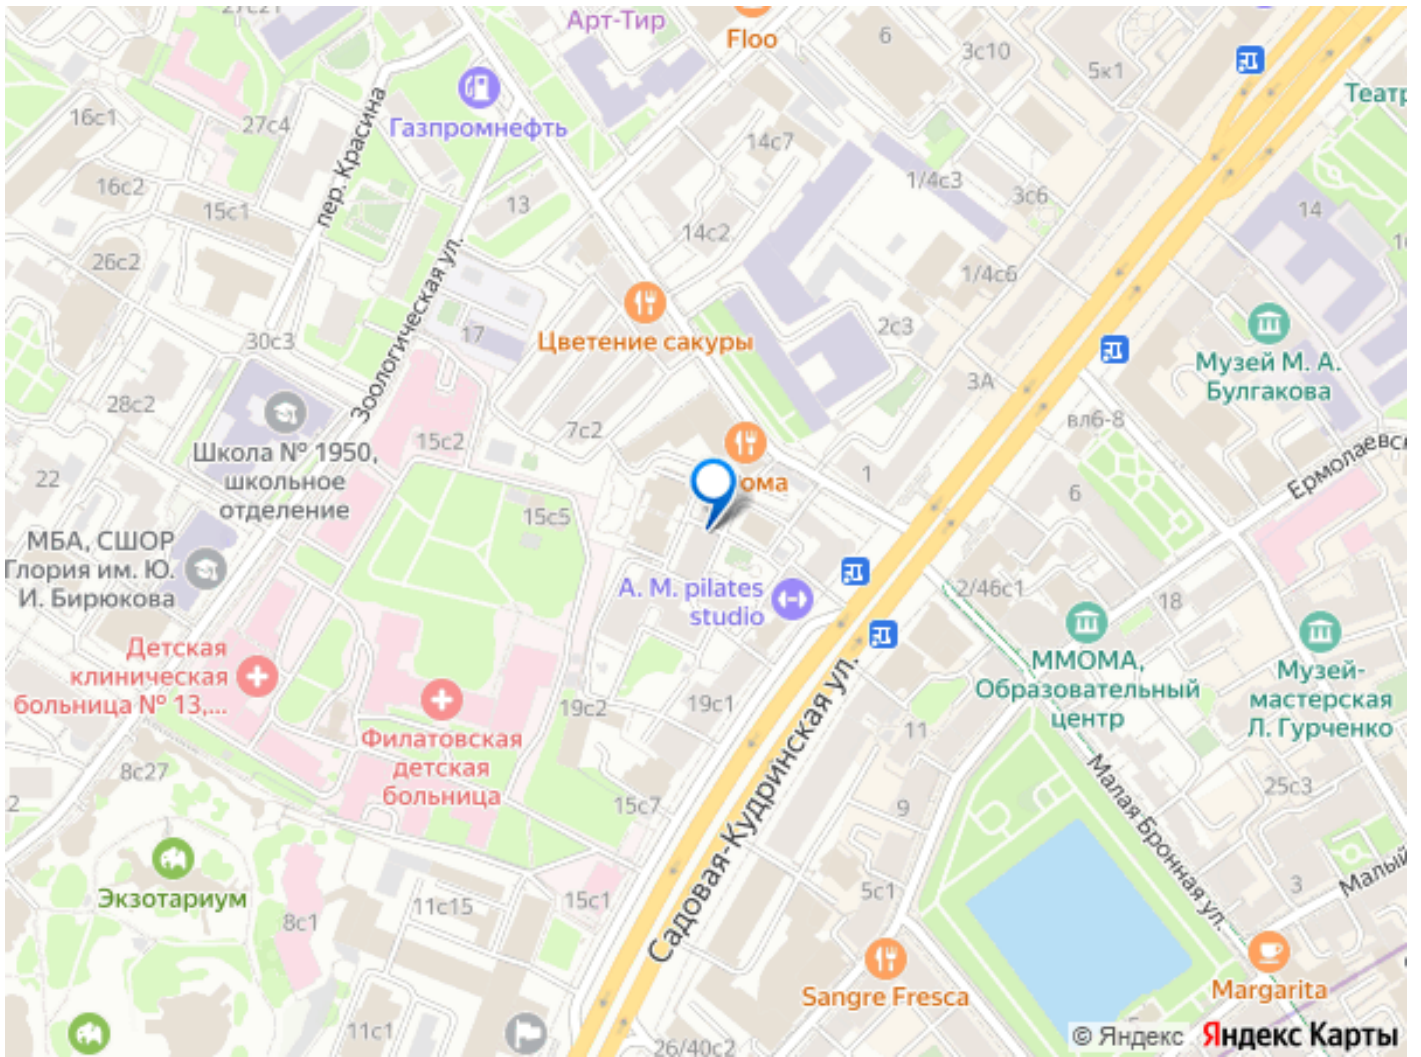 27с21
Арт-Тир
Floo
6
3с10
5к1
Театр
16с1
27с4
Газпромнефть
пер. Красина
14с7
1/4с3
3с6
14
16с2
15с1
13
14с2
26с2
Зоологическая ул.
1/4с6
30с3
17
Цветение сакуры
2с3
Музей М. А.
Булгакова
3А
28с2
15с2
7с2
вл6-8
Школа № 1950,
школьное
отделение
22
ома
1
6
Ермолаевск
15с5
МБА, СШОР
Глория им. Ю.
И. Бирюкова
A. M. pilates
studio
2/46с1
18
Детская
клиническая
больница № 13,...
ММОМА,
Образовательный
центр
Музей-
мастерская
Л. Гурченко
19с2
19с1
Филатовская
детская
больница
11
8с27
2
15с7
9
25с3
Садовая-Кудринская ул.
Малая Бронная ул.
Малый
3
Экзотариум
8с1
11с15
15с1
5с1
Sangre Fresca
Margarita
11с1
26/40с2
© Яндекс Яндекс Карты